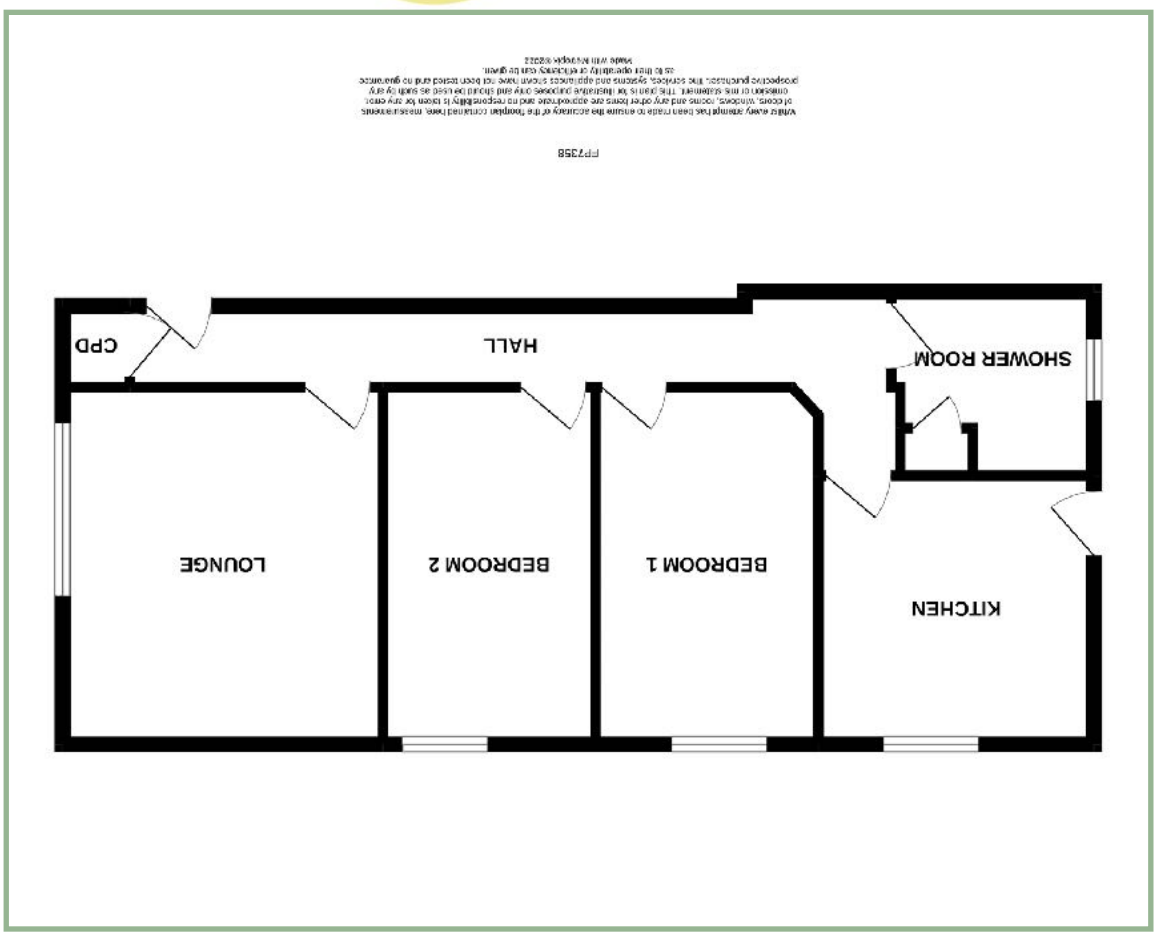 KITCHEN
BEDROOM 1
BEDROOM 2
LOUNGE
SHOWER ROOM
HALL
CPD
FP7358
Whilst every attempt has been made to ensure the accuracy of the floorplan contained here, measurements
of doors, windows, rooms and any other items are approximate and no responsibility is taken for any error,
omission or mis-statement. This plan is for illustrative purposes only and should be used as such by any
prospective purchaser. The services, systems and appliances shown have not been tested and no guarantee
as to their operability or efficiency can be given.
Made with Metropix ©2022